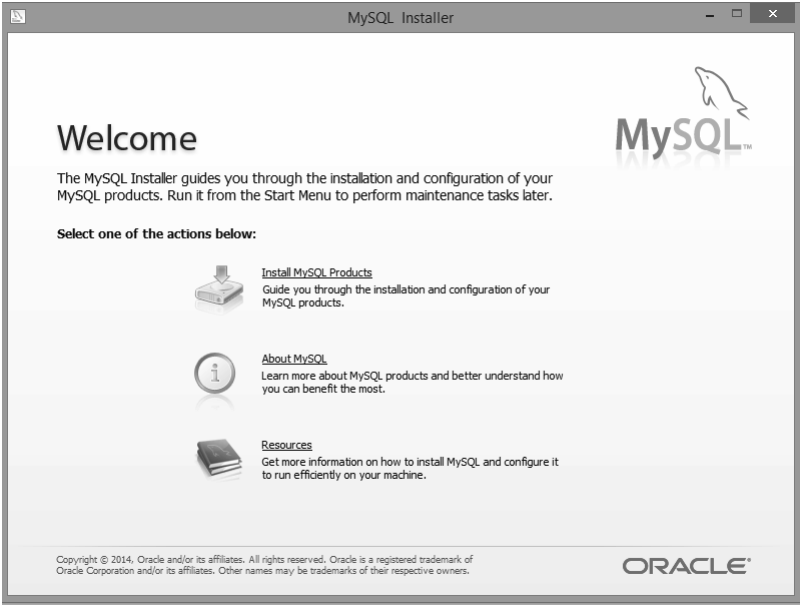 MySQL Installer
MySQL™
Welcome
The MySQL Installer guides you through the installation and configuration of your
MySQL products. Run it from the Start Menu to perform maintenance tasks later.
Select one of the actions below:
Install MySQL Products
Guide you through the installation and configuration of your
MySQL products.
About MySQL
Learn more about MySQL products and better understand how
you can benefit the most.
Resources
Get more information on how to install MySQL and configure it
to run efficiently on your machine.
Copyright © 2014, Oracle and/or its affiliates. All rights reserved. Oracle is a registered trademark of
Oracle Corporation and/or its affiliates. Other names may be trademarks of their respective owners.
ORACLE®